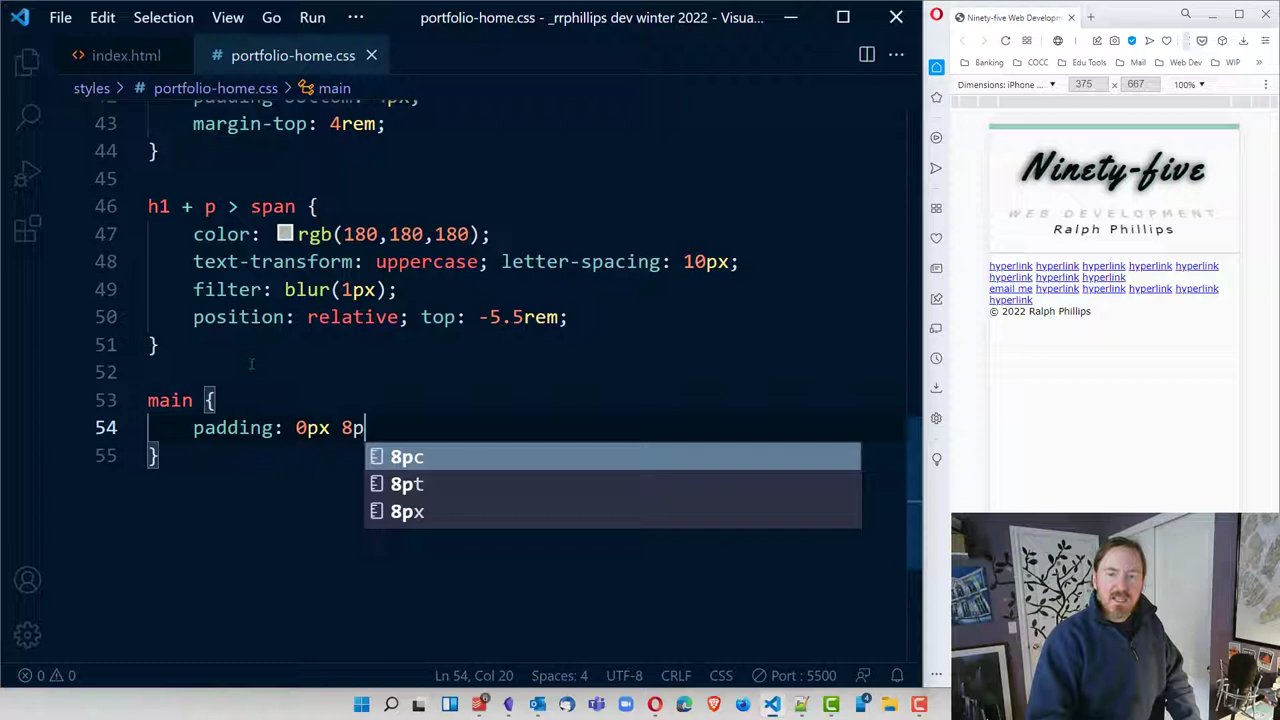 File Edit Selection View Go Run ··· portfolio-home.css - _rrphillips dev winter 2022 - Visua...
index.html
# portfolio-home.css
styles > # portfolio-home.css > main
43 margin-top: 4rem;
44 }
45
46 h1 + p > span {
47 color: rgb(180,180,180);
48 text-transform: uppercase; letter-spacing: 10px;
49 filter: blur(1px);
50 position: relative; top: -5.5rem;
51 }
52
53 main {
54 padding: 0px 8p
55 }
8pc
8pt
8px
0 0 Ln 54, Col 20 Spaces: 4 UTF-8 CRLF CSS Port : 5500
Ninety-five Web Developm
Banking COCC Edu Tools Mail Web Dev WIP »
Dimensions: iPhone ... 375 × 667 100%
Ninety-five
WEB DEVELOPMENT
Ralph Phillips
hyperlink hyperlink hyperlink hyperlink hyperlink
hyperlink hyperlink hyperlink
email me hyperlink hyperlink hyperlink hyperlink
hyperlink
© 2022 Ralph Phillips